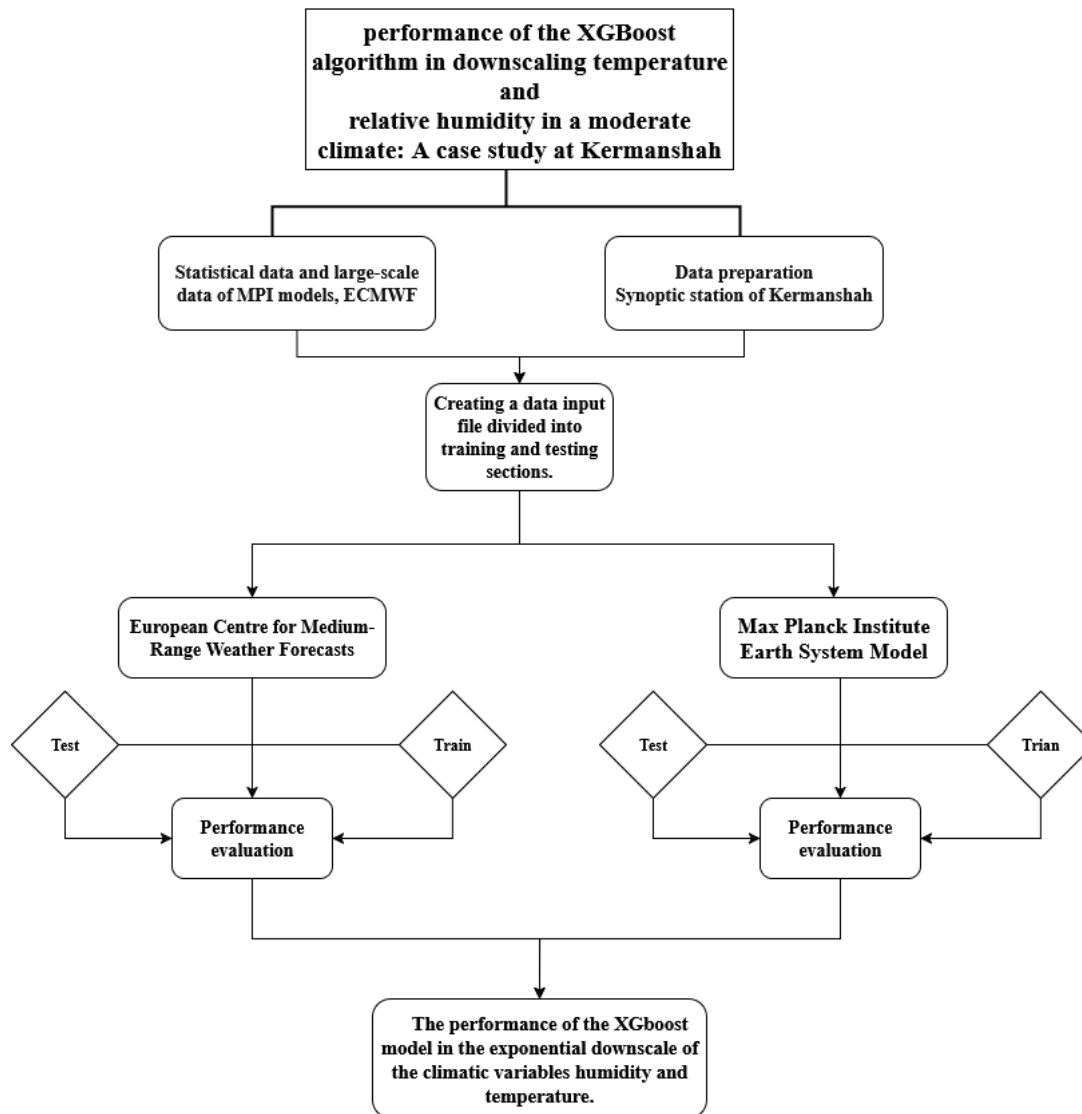 performance of the XGBoost
algorithm in downscaling temperature
and
relative humidity in a moderate
climate: A case study at Kermanshah
Statistical data and large-scale
data of MPI models, ECMWF
Data preparation
Synoptic station of Kermanshah
Creating a data input
file divided into
training and testing
sections.
European Centre for Medium-
Range Weather Forecasts
Max Planck Institute
Earth System Model
Test
Train
Test
Trian
Performance
evaluation
Performance
evaluation
The performance of the XGboost
model in the exponential downscale of
the climatic variables humidity and
temperature.